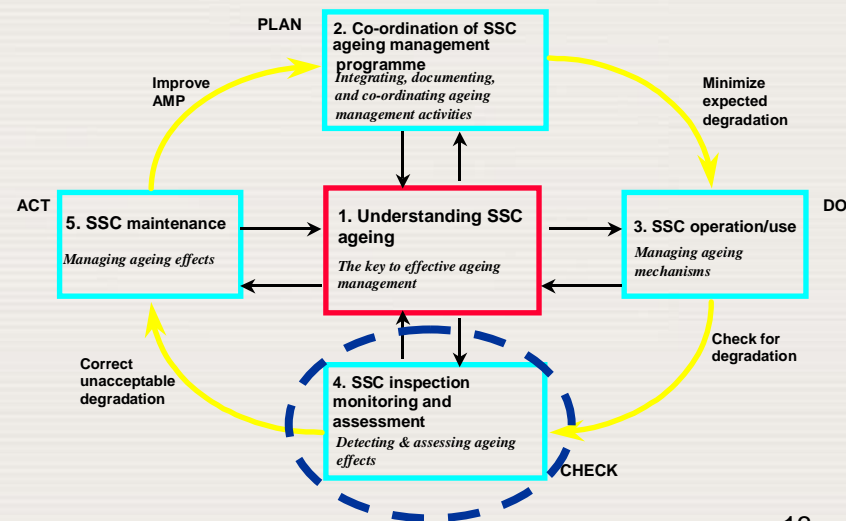 PLAN
2. Co-ordination of SSC
ageing management
programme
Integrating, documenting,
and co-ordinating ageing
management activities
Improve
AMP
Minimize
expected
degradation
ACT
5. SSC maintenance
Managing ageing effects
1. Understanding SSC
ageing
The key to effective ageing
management
DO
3. SSC operation/use
Managing ageing
mechanisms
Check for
degradation
Correct
unacceptable
degradation
4. SSC inspection
monitoring and
assessment
Detecting & assessing ageing
effects
CHECK